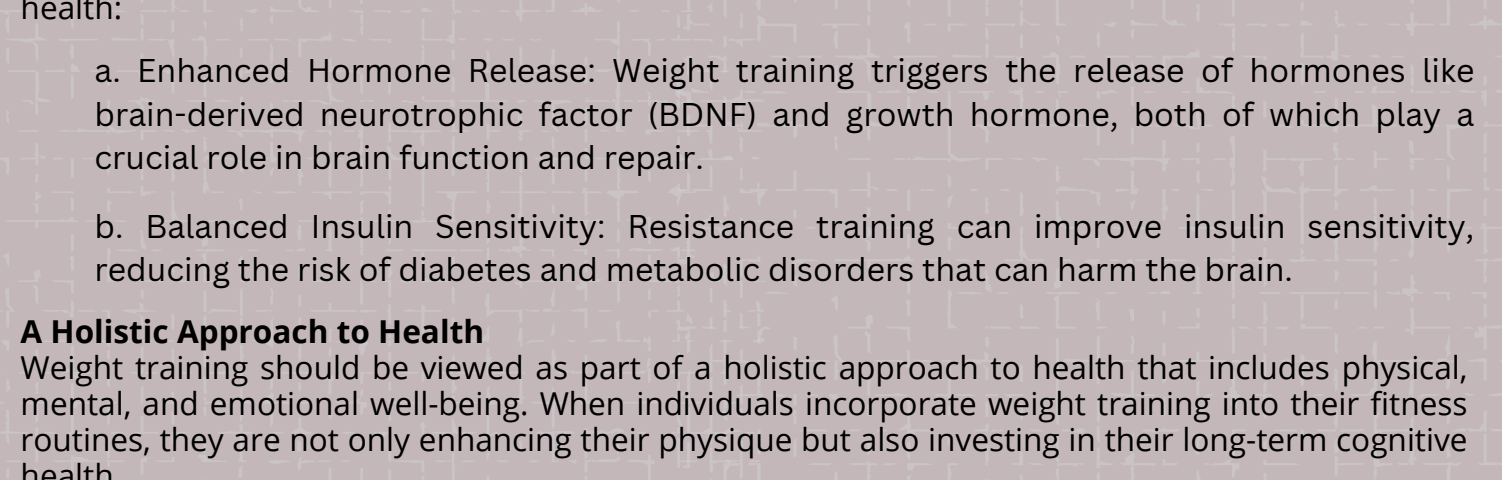 health:
a. Enhanced Hormone Release: Weight training triggers the release of hormones like
brain-derived neurotrophic factor (BDNF) and growth hormone, both of which play a
crucial role in brain function and repair.
b. Balanced Insulin Sensitivity: Resistance training can improve insulin sensitivity,
reducing the risk of diabetes and metabolic disorders that can harm the brain.
A Holistic Approach to Health
Weight training should be viewed as part of a holistic approach to health that includes physical,
mental, and emotional well-being. When individuals incorporate weight training into their fitness
routines, they are not only enhancing their physique but also investing in their long-term cognitive
health.